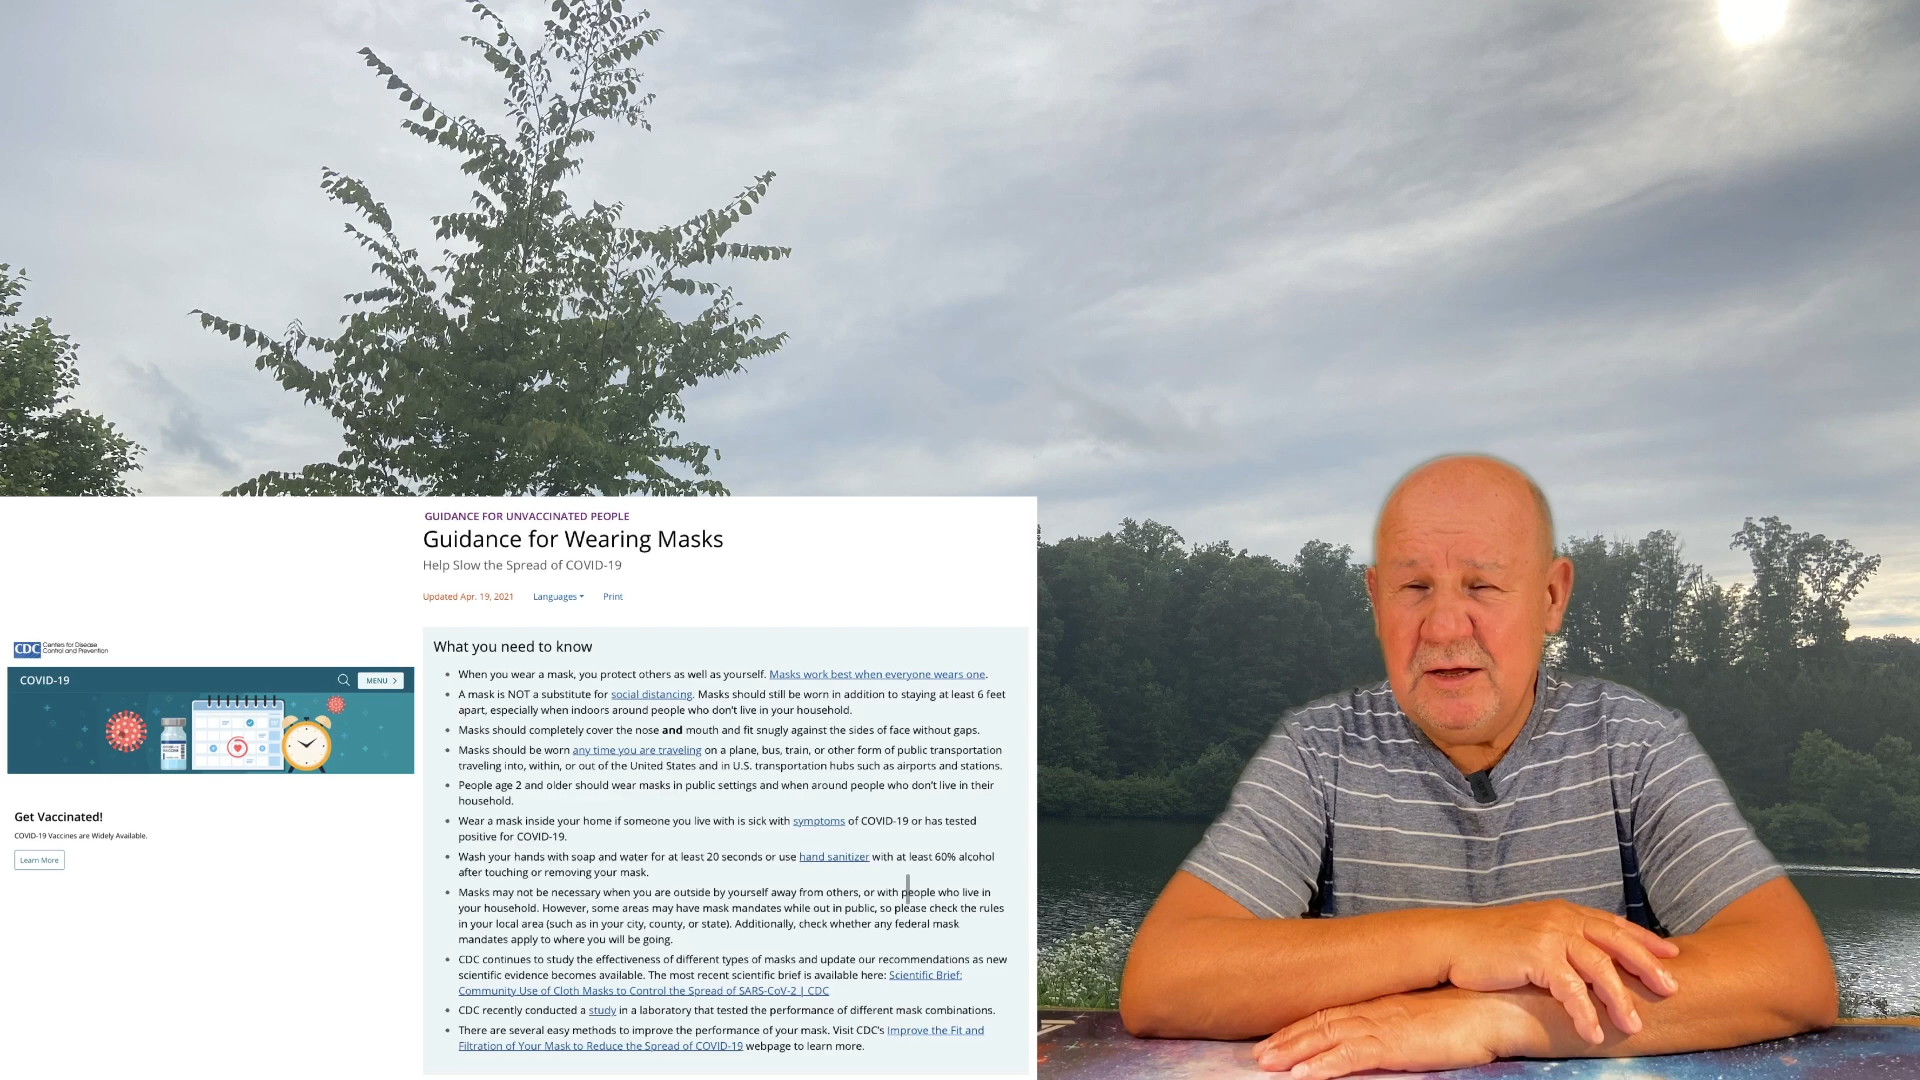 GUIDANCE FOR UNVACCINATED PEOPLE
Guidance for Wearing Masks
Help Slow the Spread of COVID-19
Updated Apr. 19, 2021 Languages Print
CDC Centers for Disease
Control and Prevention
COVID-19 MENU
Get Vaccinated!
COVID-19 Vaccines are Widely Available.
Learn More
What you need to know
When you wear a mask, you protect others as well as yourself. Masks work best when everyone wears one.
A mask is NOT a substitute for social distancing. Masks should still be worn in addition to staying at least 6 feet
apart, especially when indoors around people who don't live in your household.
Masks should completely cover the nose and mouth and fit snugly against the sides of face without gaps.
Masks should be worn any time you are traveling on a plane, bus, train, or other form of public transportation
traveling into, within, or out of the United States and in U.S. transportation hubs such as airports and stations.
People age 2 and older should wear masks in public settings and when around people who don't live in their
household.
Wear a mask inside your home if someone you live with is sick with symptoms of COVID-19 or has tested
positive for COVID-19.
Wash your hands with soap and water for at least 20 seconds or use hand sanitizer with at least 60% alcohol
after touching or removing your mask.
Masks may not be necessary when you are outside by yourself away from others, or with people who live in
your household. However, some areas may have mask mandates while out in public, so please check the rules
in your local area (such as in your city, county, or state). Additionally, check whether any federal mask
mandates apply to where you will be going.
CDC continues to study the effectiveness of different types of masks and update our recommendations as new
scientific evidence becomes available. The most recent scientific brief is available here: Scientific Brief:
Community Use of Cloth Masks to Control the Spread of SARS-CoV-2 | CDC
CDC recently conducted a study in a laboratory that tested the performance of different mask combinations.
There are several easy methods to improve the performance of your mask. Visit CDC's Improve the Fit and
Filtration of Your Mask to Reduce the Spread of COVID-19 webpage to learn more.